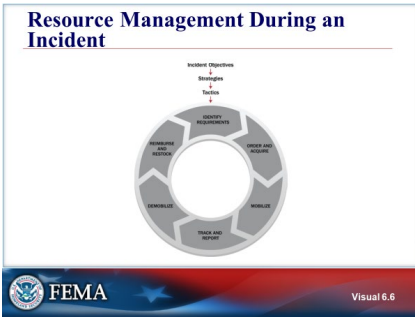 Resource Management During an
Incident
Incident Objectives
Strategies
Tactics
IDENTIFY
REQUIREMENTS
ORDER AND
ACQUIRE
MOBILIZE
TRACK AND
REPORT
DEMOBILIZE
REIMBURSE
AND
RESTOCK
FEMA
Visual 6.6